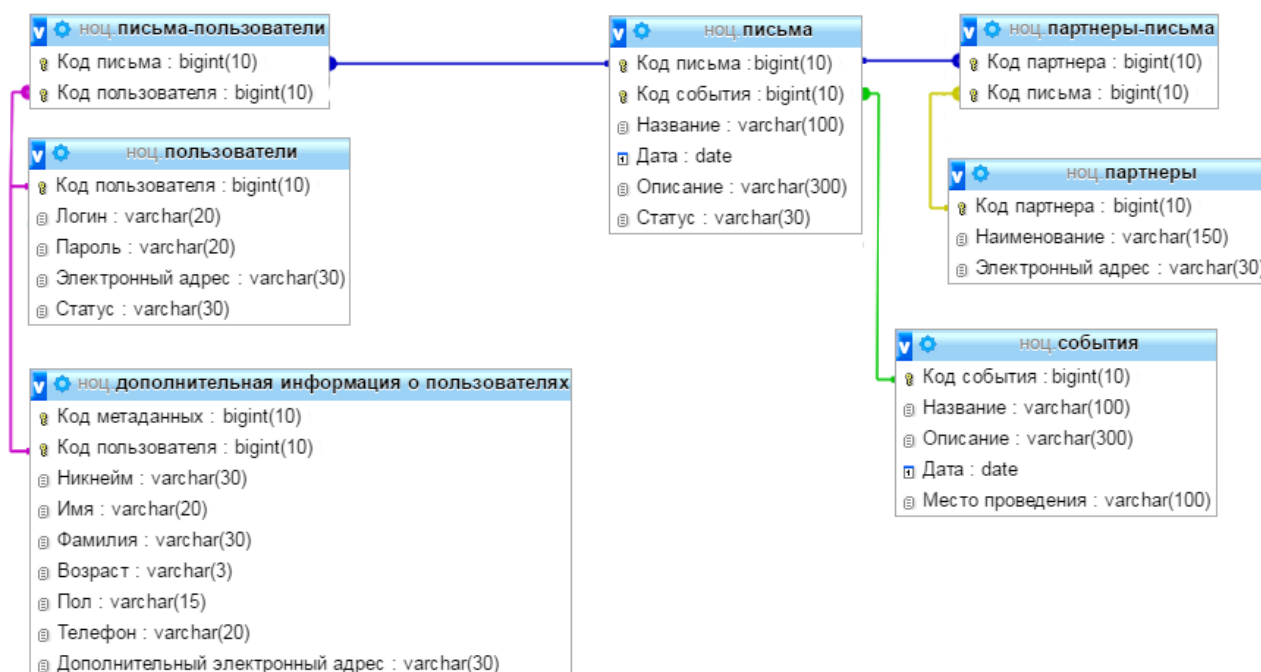 v ноц.письма-пользователи
Код письма : bigint(10)
Код пользователя : bigint(10)
v ноц.пользователи
Код пользователя : bigint(10)
Логин : varchar(20)
Пароль : varchar(20)
Электронный адрес : varchar(30)
Статус : varchar(30)
v ноц.дополнительная информация о пользователях
Код метаданных : bigint(10)
Код пользователя : bigint(10)
Никнейм : varchar(30)
Имя : varchar(20)
Фамилия : varchar(30)
Возраст : varchar(3)
Пол : varchar(15)
Телефон : varchar(20)
Дополнительный электронный адрес : varchar(30)
v ноц.письма
Код письма :bigint(10)
Код события :bigint(10)
Название : varchar(100)
Дата : date
Описание : varchar(300)
Статус : varchar(30)
v ноц.партнеры-письма
Код партнера : bigint(10)
Код письма : bigint(10)
v ноц.партнеры
Код партнера : bigint(10)
Наименование : varchar(150)
Электронный адрес : varchar(30)
v ноц.события
Код события :bigint(10)
Название : varchar(100)
Описание : varchar(300)
Дата : date
Место проведения : varchar(100)